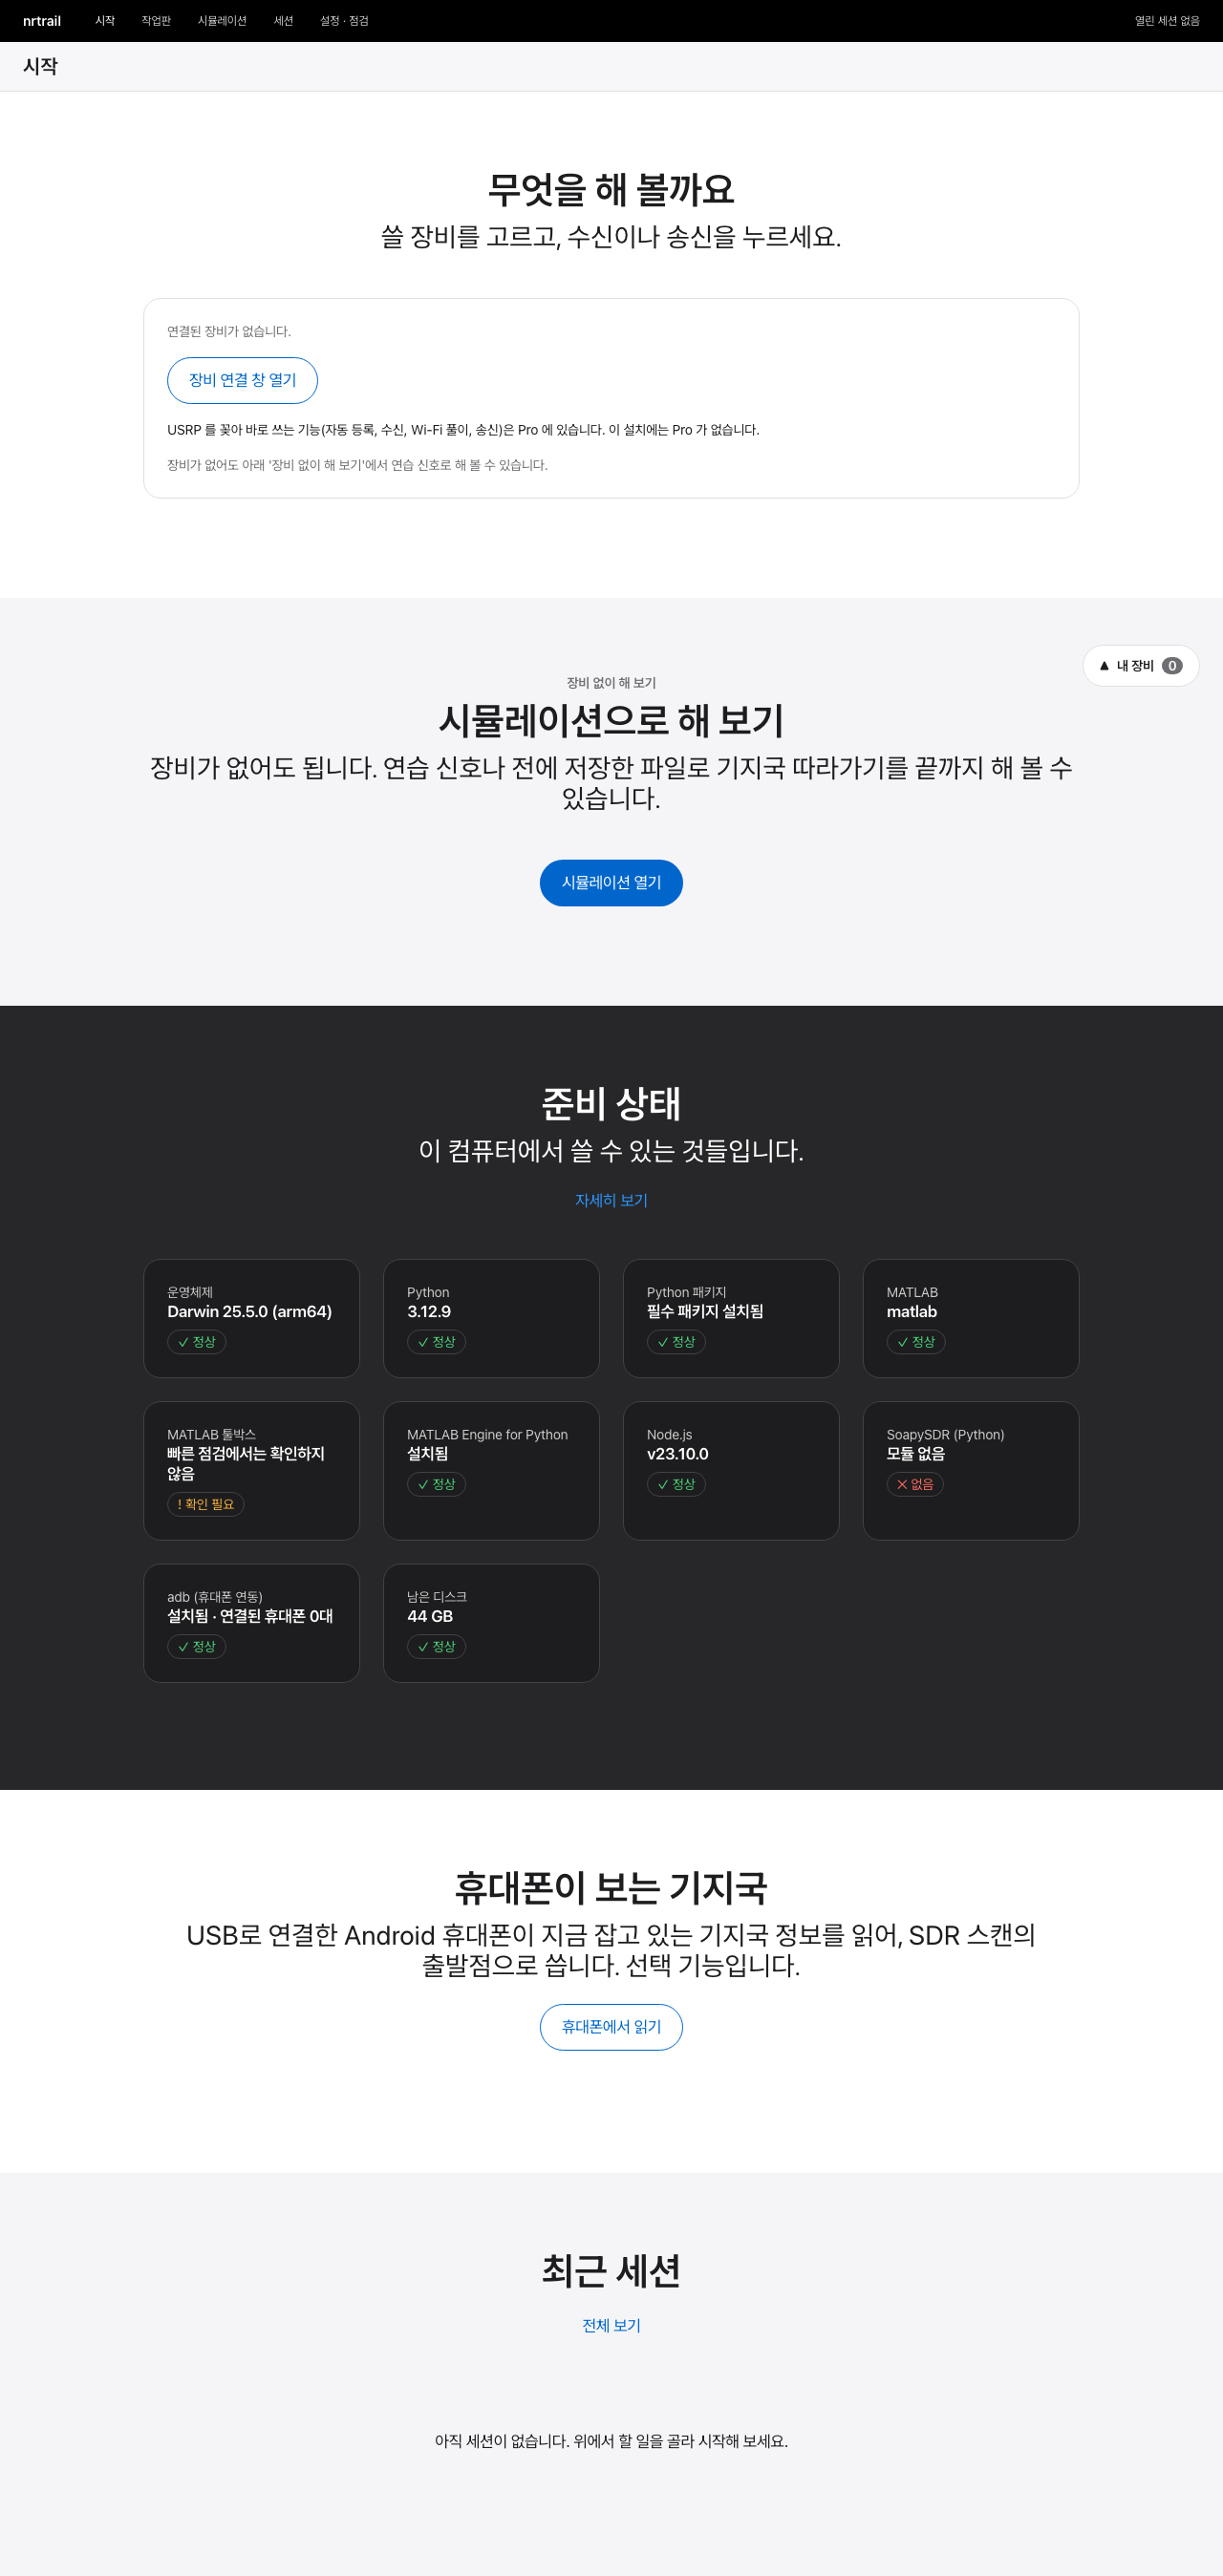 nrtrail 시작 작업판 시뮬레이션 세션 설정 · 점검 열린 세션 없음
시작
무엇을 해 볼까요
쓸 장비를 고르고, 수신이나 송신을 누르세요.
연결된 장비가 없습니다.
장비 연결 창 열기
USRP 를 꽂아 바로 쓰는 기능(자동 등록, 수신, Wi-Fi 풀이, 송신)은 Pro 에 있습니다. 이 설치에는 Pro 가 없습니다.
장비가 없어도 아래 '장비 없이 해 보기'에서 연습 신호로 해 볼 수 있습니다.
▲ 내 장비 0
장비 없이 해 보기
시뮬레이션으로 해 보기
장비가 없어도 됩니다. 연습 신호나 전에 저장한 파일로 기지국 따라가기를 끝까지 해 볼 수
있습니다.
시뮬레이션 열기
준비 상태
이 컴퓨터에서 쓸 수 있는 것들입니다.
자세히 보기
운영체제
Darwin 25.5.0 (arm64)
✓ 정상
Python
3.12.9
✓ 정상
Python 패키지
필수 패키지 설치됨
✓ 정상
MATLAB
matlab
✓ 정상
MATLAB 툴박스
빠른 점검에서는 확인하지
않음
! 확인 필요
MATLAB Engine for Python
설치됨
✓ 정상
Node.js
v23.10.0
✓ 정상
SoapySDR (Python)
모듈 없음
✕ 없음
adb (휴대폰 연동)
설치됨 · 연결된 휴대폰 0대
✓ 정상
남은 디스크
44 GB
✓ 정상
휴대폰이 보는 기지국
USB로 연결한 Android 휴대폰이 지금 잡고 있는 기지국 정보를 읽어, SDR 스캔의
출발점으로 씁니다. 선택 기능입니다.
휴대폰에서 읽기
최근 세션
전체 보기
아직 세션이 없습니다. 위에서 할 일을 골라 시작해 보세요.